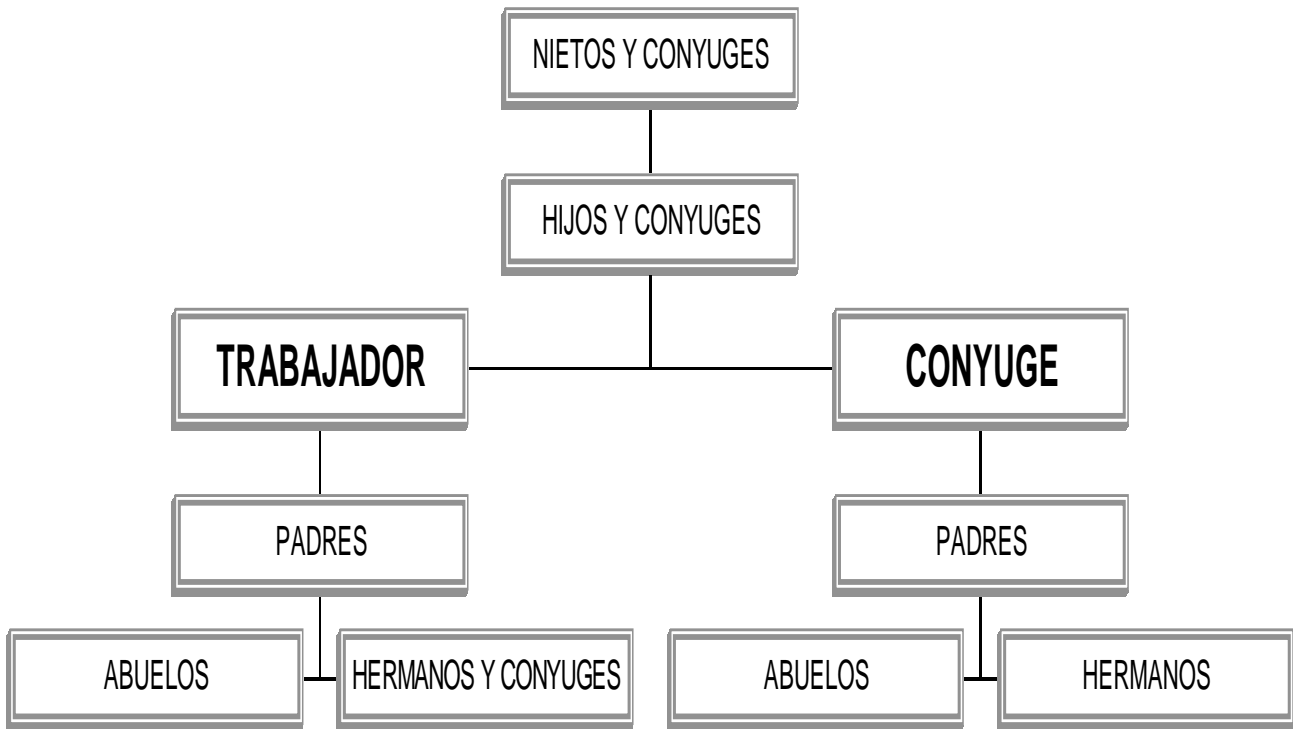 NIETOS Y CONYUGES
HIJOS Y CONYUGES
TRABAJADOR
CONYUGE
PADRES
PADRES
ABUELOS
HERMANOS Y CONYUGES
ABUELOS
HERMANOS